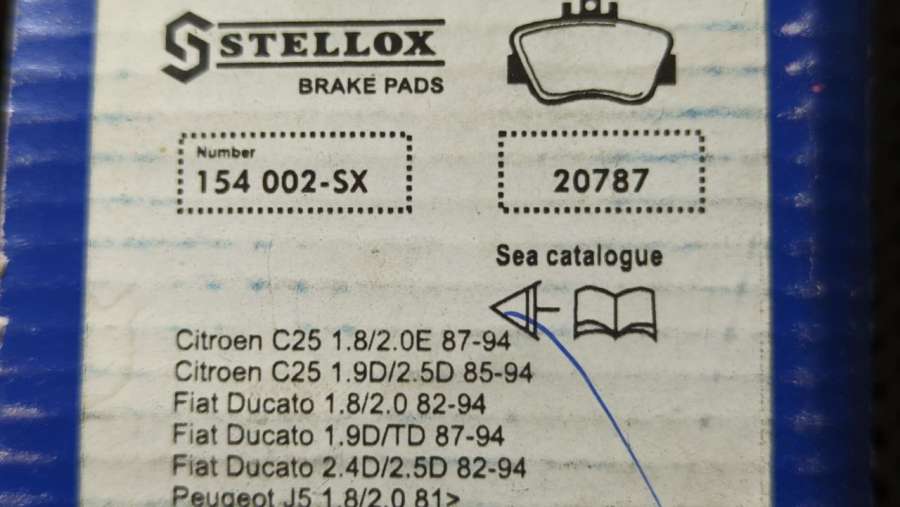 STELLOX
BRAKE PADS
Number
154 002-SX
20787
Sea catalogue
Citroen C25 1.8/2.0E 87-94
Citroen C25 1.9D/2.5D 85-94
Fiat Ducato 1.8/2.0 82-94
Fiat Ducato 1.9D/TD 87-94
Fiat Ducato 2.4D/2.5D 82-94
Peugeot J5 1.8/2.0 81>